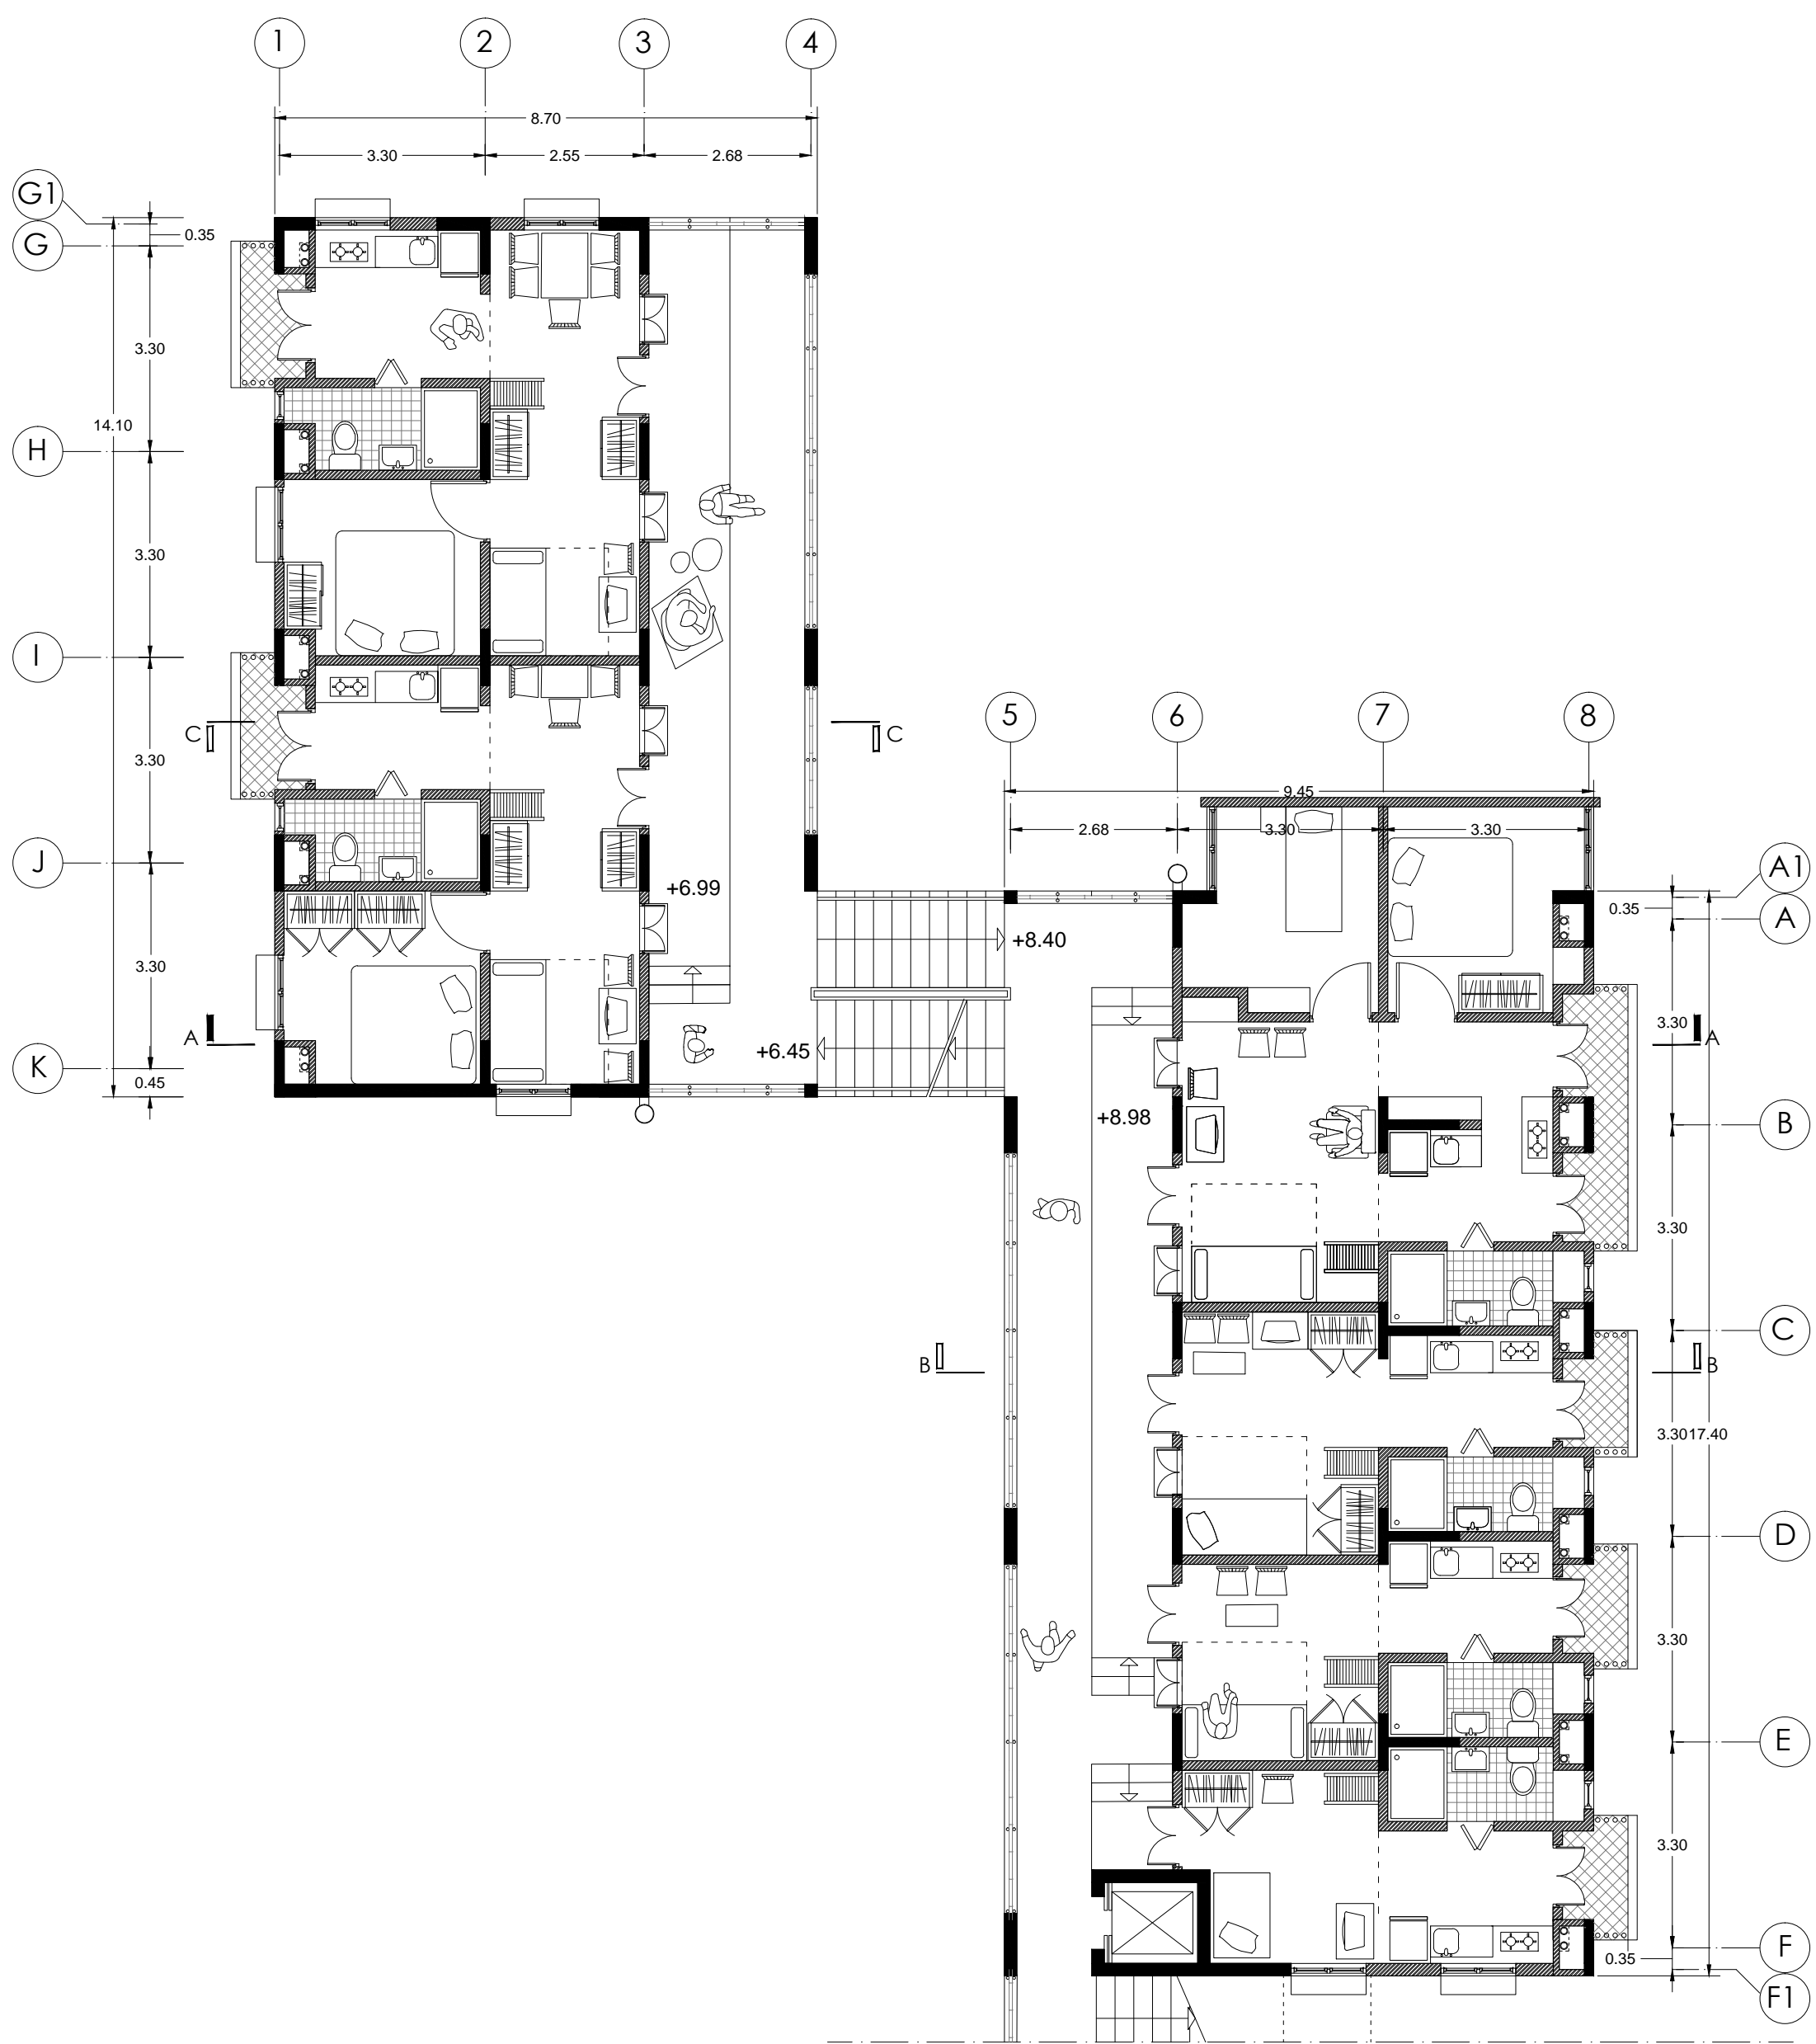 1 2 3 4
8.70
3.30 2.55 2.68
G1
G
0.35
3.30
14.10
H
3.30
I
3.30
C C
5 6 7 8
9.45
2.68 3.30 3.30
J
A1
+6.99
0.35
A
+8.40
3.30
3.30
A A
+6.45
K
0.45
+8.98
B
3.30
C
B B
3.30 17.40
D
3.30
E
3.30
F
0.35
F1